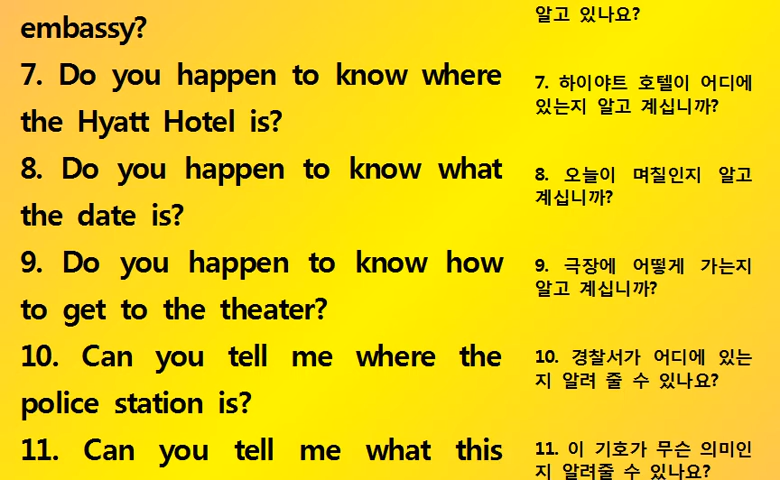 embassy?
7. Do you happen to know where
the Hyatt Hotel is?
8. Do you happen to know what
the date is?
9. Do you happen to know how
to get to the theater?
10. Can you tell me where the
police station is?
11. Can you tell me what this
알고 있나요?
7. 하이야트 호텔이 어디에
있는지 알고 계십니까?
8. 오늘이 며칠인지 알고
계십니까?
9. 극장에 어떻게 가는지
알고 계십니까?
10. 경찰서가 어디에 있는
지 알려 줄 수 있나요?
11. 이 기호가 무슨 의미인
지 알려줄 수 있나요?